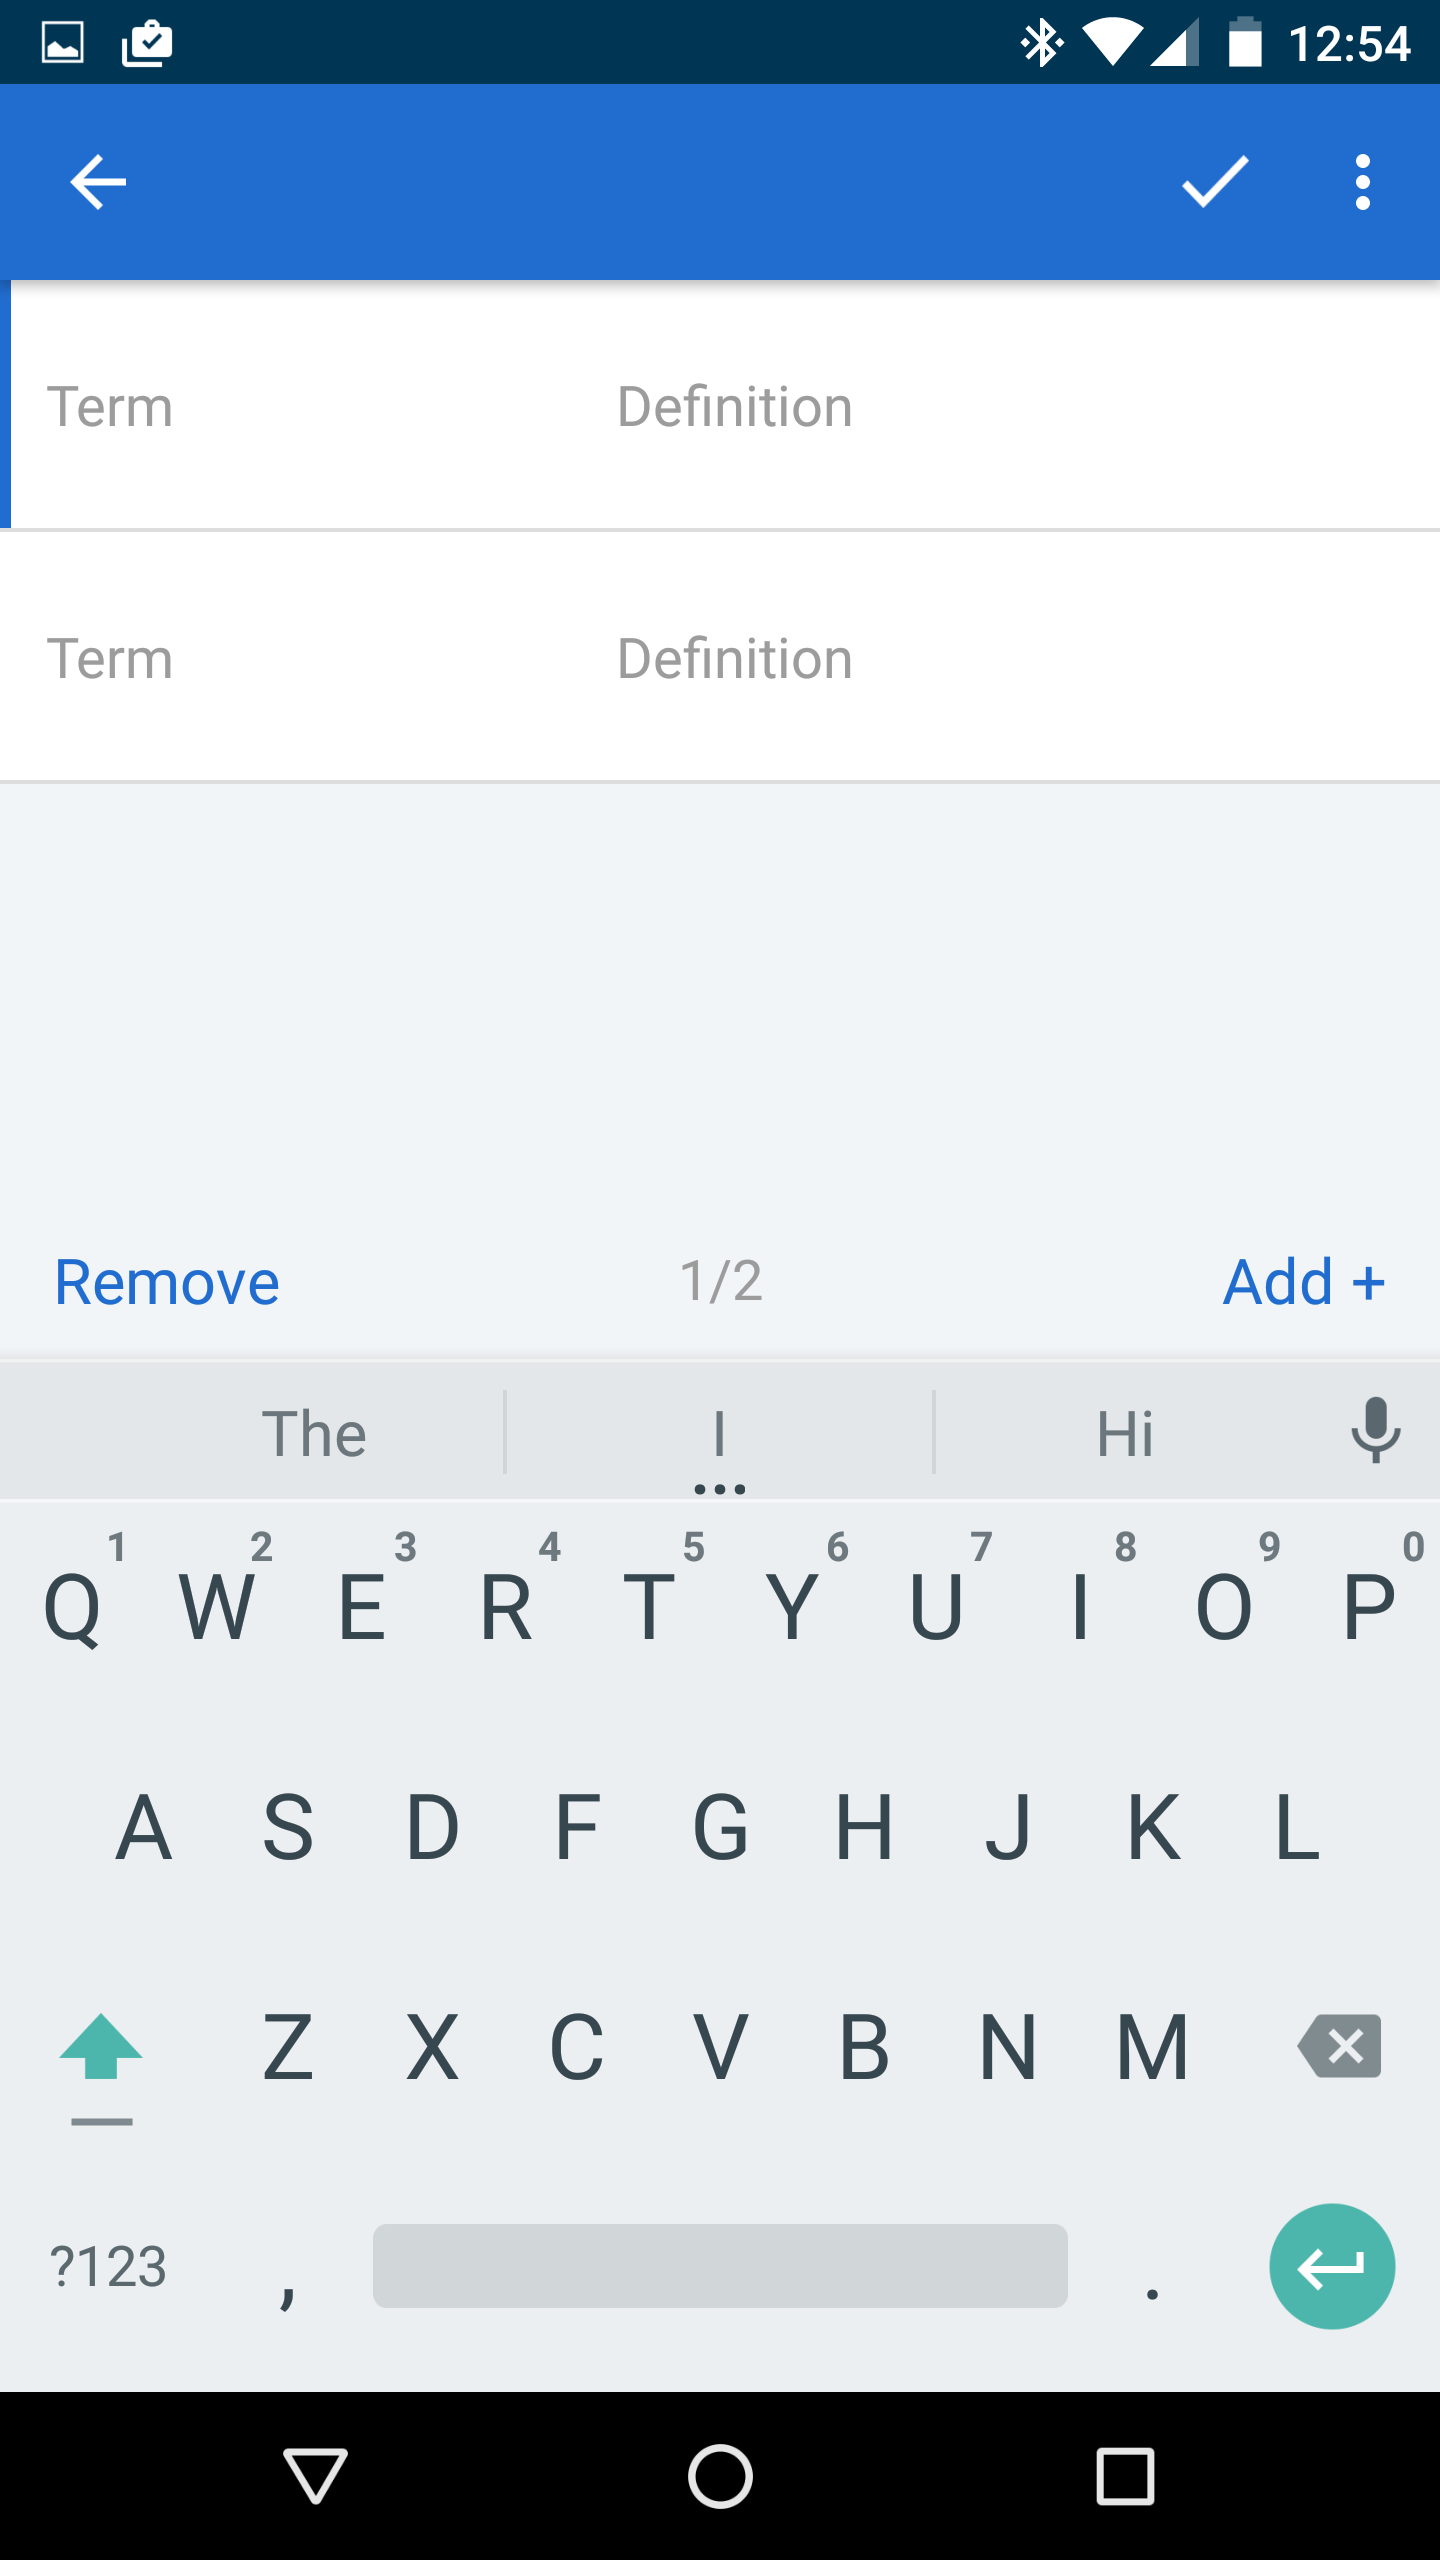 12:54
Term Definition
Term Definition
Remove 1/2 Add +
The I Hi
1 2 3 4 5 6 7 8 9 0
Q W E R T Y U I O P
A S D F G H J K L
Z X C V B N M
?123 , .